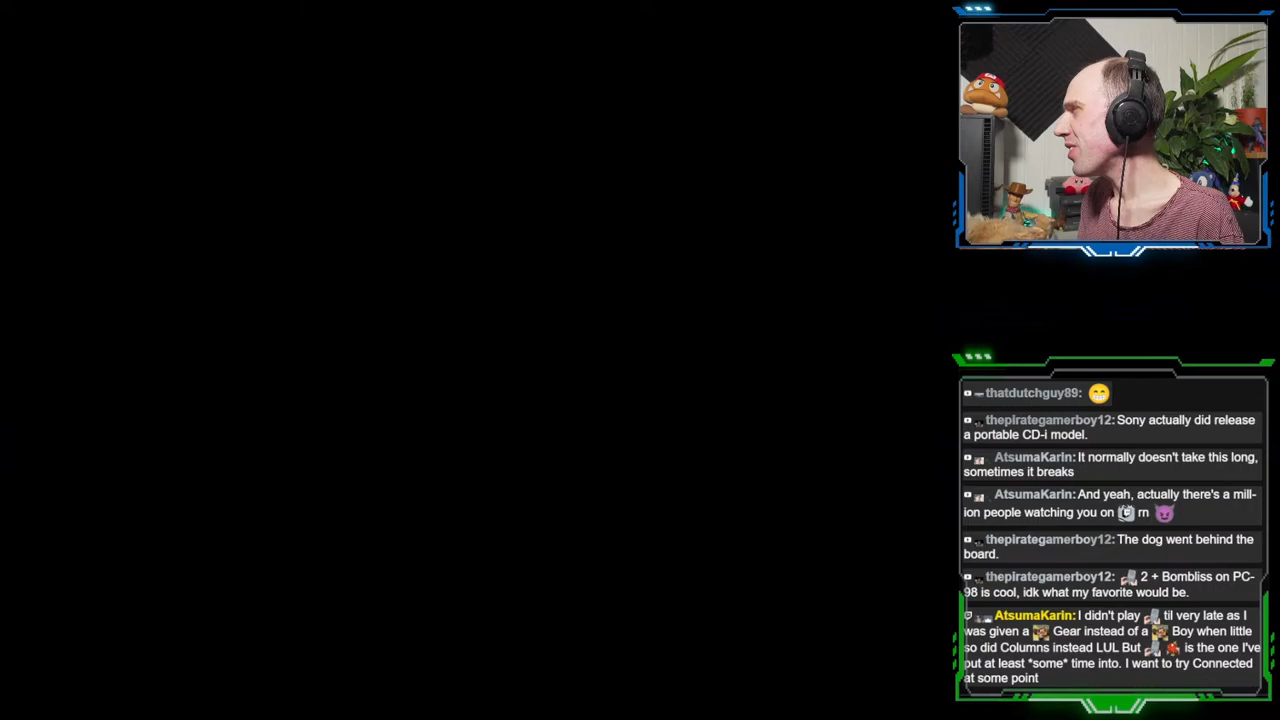 thatdutchguy89:
thepirategamerboy12: Sony actually did release
a portable CD-i model.
AtsumaKarin: It normally doesn't take this long,
sometimes it breaks
AtsumaKarin: And yeah, actually there's a mill-
ion people watching you on rn
thepirategamerboy12: The dog went behind the
board.
thepirategamerboy12: 2 + Bombliss on PC-
98 is cool, idk what my favorite would be.
AtsumaKarin: I didn't play til very late as I
was given a Gear instead of a Boy when little
so did Columns instead LUL But is the one I've
put at least *some* time into. I want to try Connected
at some point